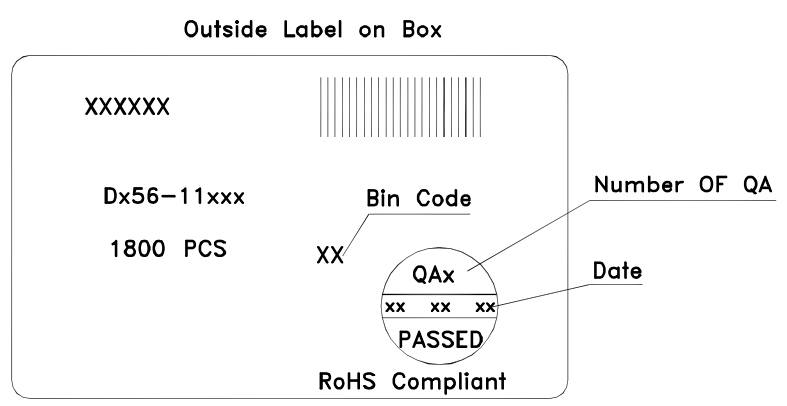 Outside Label on Box
XXXXXX
Dx56-11xxx
Bin Code
Number OF QA
1800 PCS
XX
QAx
Date
xx xx xx
PASSED
RoHS Compliant